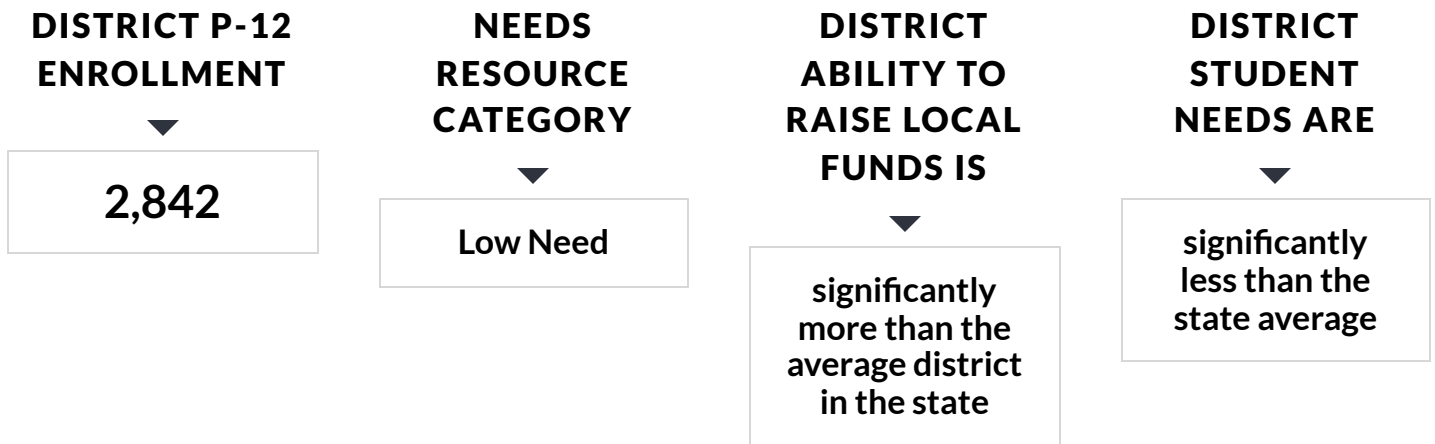 DISTRICT P-12
ENROLLMENT
2,842
NEEDS
RESOURCE
CATEGORY
Low Need
DISTRICT
ABILITY TO
RAISE LOCAL
FUNDS IS
significantly
more than the
average district
in the state
DISTRICT
STUDENT
NEEDS ARE
significantly
less than the
state average